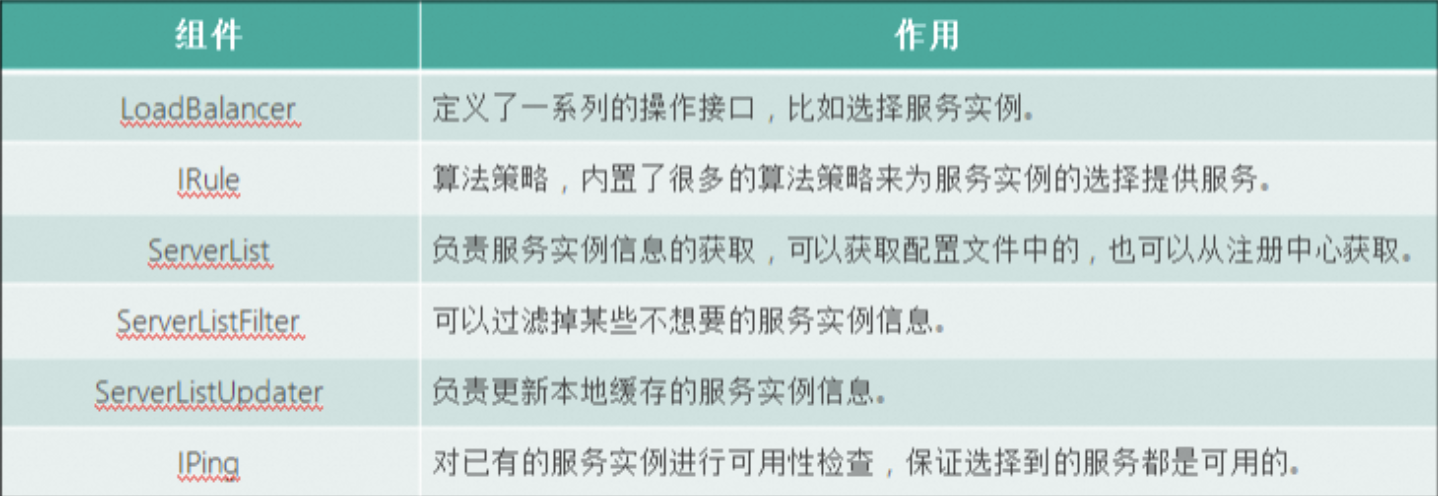 组件 作用
LoadBalancer 定义了一系列的操作接口，比如选择服务实例。
IRule 算法策略，内置了很多的算法策略来为服务实例的选择提供服务。
ServerList 负责服务实例信息的获取，可以获取配置文件中的，也可以从注册中心获取。
ServerListFilter 可以过滤掉某些不想要的服务实例信息。
ServerListUpdater 负责更新本地缓存的服务实例信息。
IPing 对已有的服务实例进行可用性检查，保证选择到的服务都是可用的。